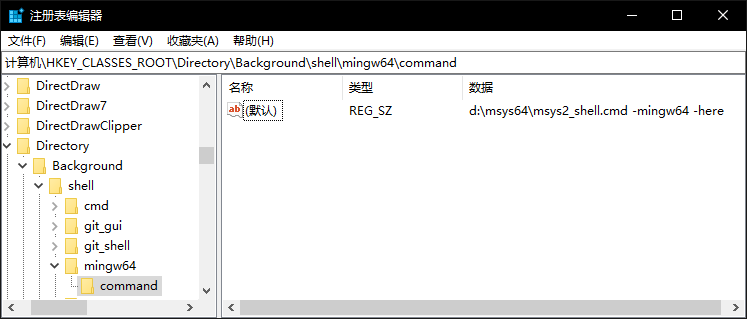 注册表编辑器
文件(F) 编辑(E) 查看(V) 收藏夹(A) 帮助(H)
计算机\HKEY_CLASSES_ROOT\Directory\Background\shell\mingw64\command
DirectDraw
DirectDraw7
DirectDrawClipper
Directory
Background
shell
cmd
git_gui
git_shell
mingw64
command
名称 类型 数据
ab (默认) REG_SZ d:\msys64\msys2_shell.cmd -mingw64 -here